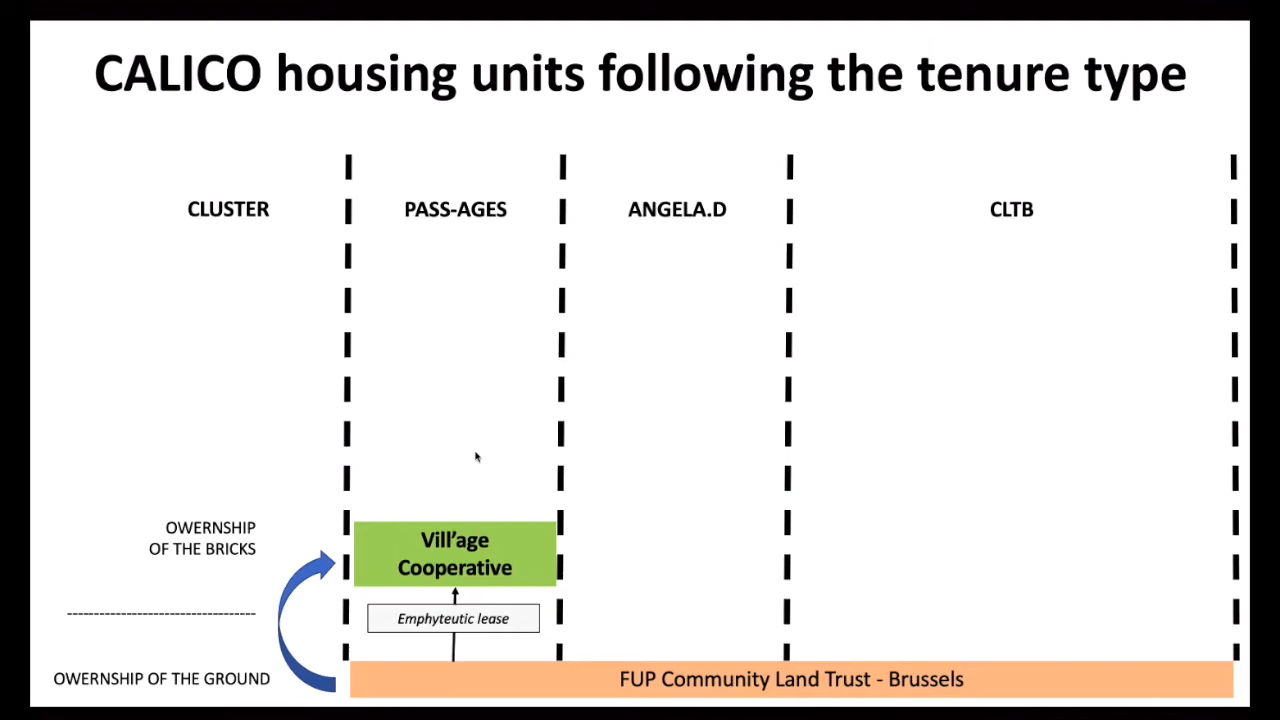 CALICO housing units following the tenure type
CLUSTER
PASS-AGES
ANGELA.D
CLTB
OWERNSHIP
OF THE BRICKS
Vill’age
Cooperative
Emphyteutic lease
OWERNSHIP OF THE GROUND
FUP Community Land Trust - Brussels